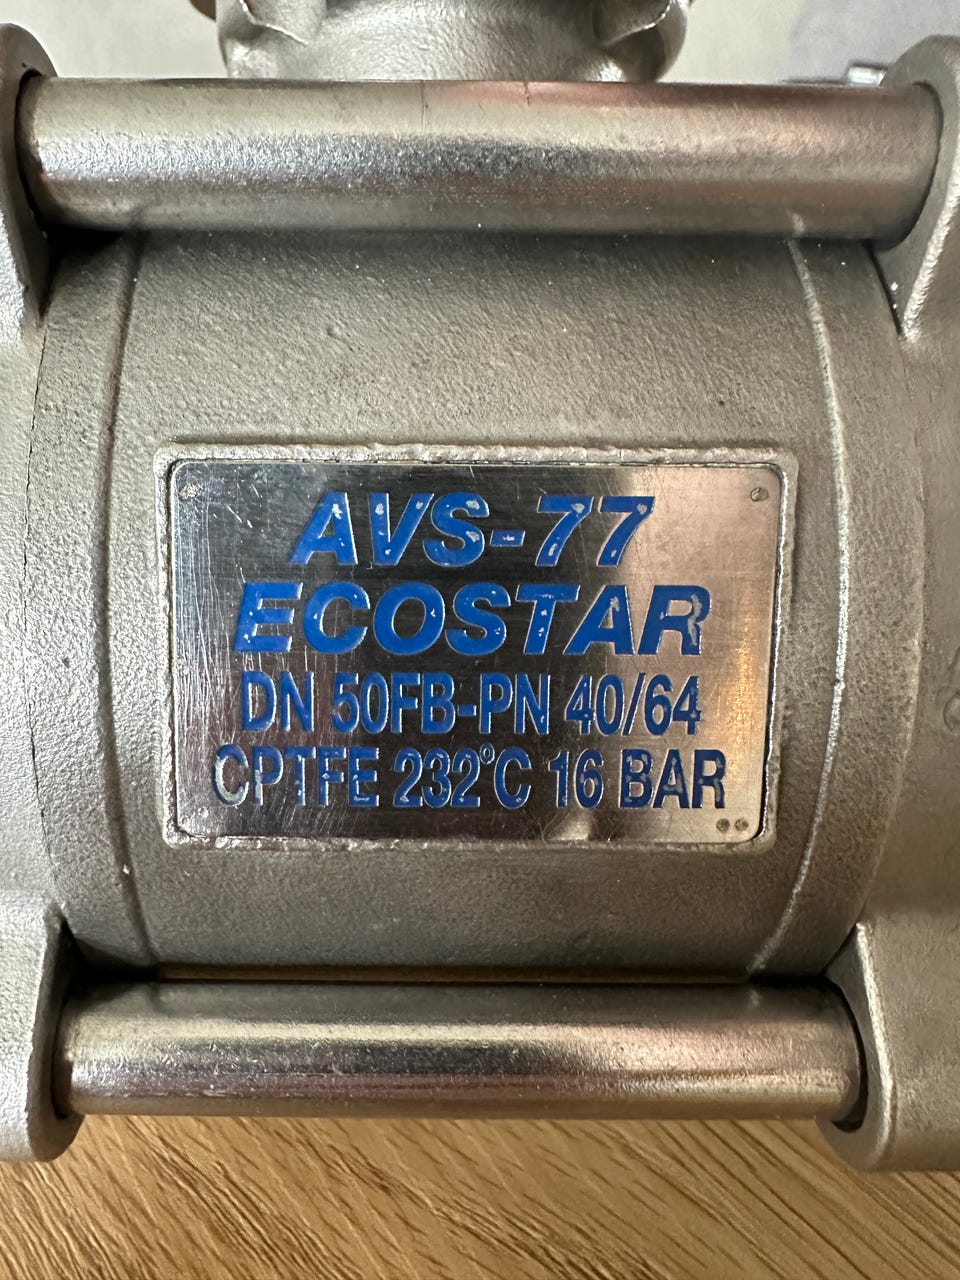 AVS-77
ECOSTAR
DN 50FB-PN 40/64
CPTFE 232°C 16 BAR